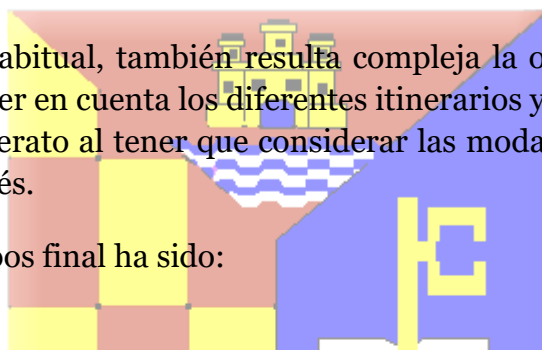 abitual, también resulta compleja la o
er en cuenta los diferentes itinerarios y
erato al tener que considerar las moda
és.
os final ha sido: